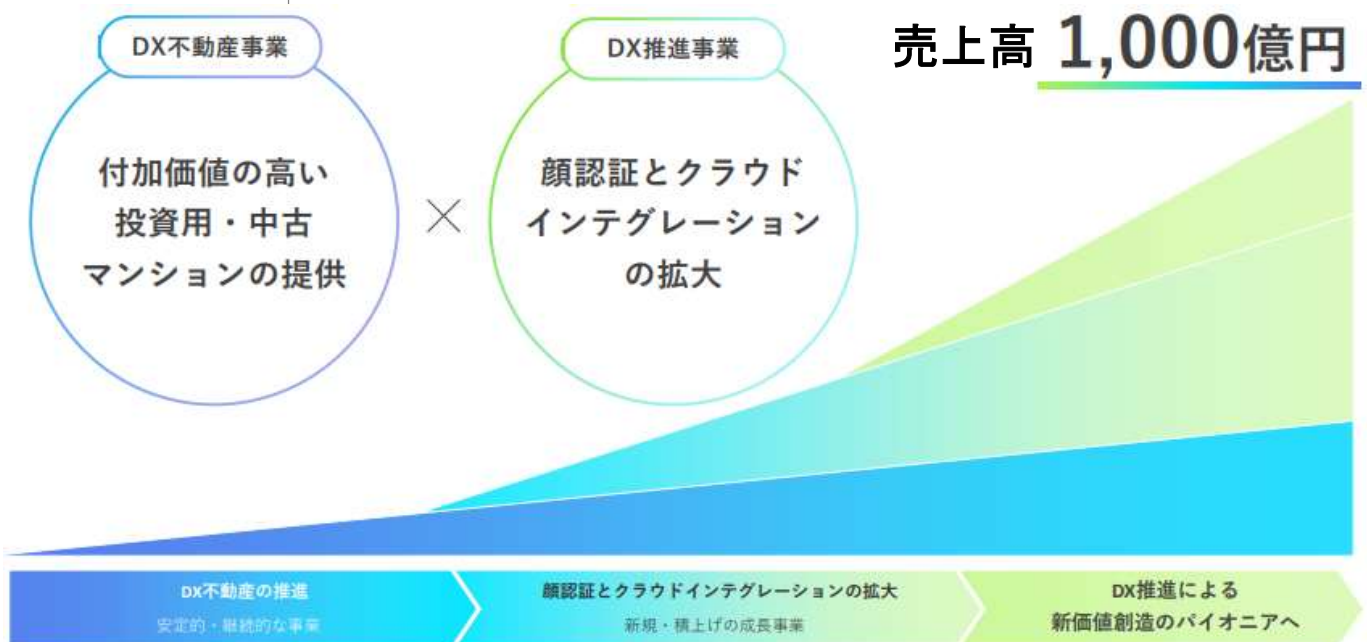 DX不動産事業
付加価値の高い
投資用・中古
マンションの提供
×
DX推進事業
顔認証とクラウド
インテグレーション
の拡大
売上高 1,000億円
DX不動産の推進
安定的・継続的な事業
顔認証とクラウドインテグレーションの拡大
新規・積上げの成長事業
DX推進による
新価値創造のパイオニアへ